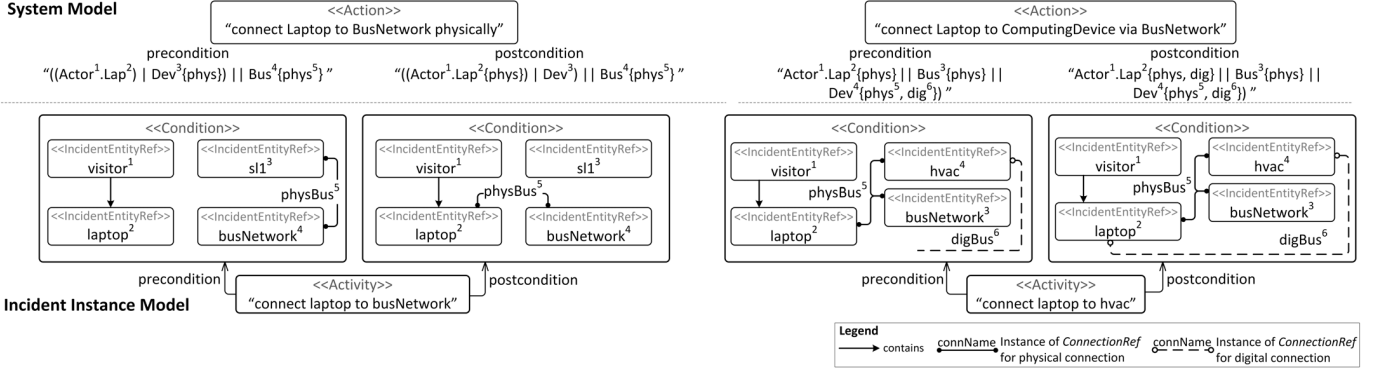 System Model
<<Action>>
“connect Laptop to BusNetwork physically”
precondition
“((Actor¹.Lap²) | Dev³{phys}) || Bus⁴{phys⁵} ”
postcondition
“((Actor¹.Lap²{phys}) | Dev³) || Bus⁴{phys⁵} ”
<<Action>>
“connect Laptop to ComputingDevice via BusNetwork”
precondition
“Actor¹.Lap²{phys} || Bus³{phys} ||
Dev⁴{phys⁵, dig⁶}) ”
postcondition
“Actor¹.Lap²{phys, dig} || Bus³{phys} ||
Dev⁴{phys⁵, dig⁶}) ”
<<Condition>>
<<IncidentEntityRef>>
visitor¹
<<IncidentEntityRef>>
sl1³
physBus⁵
<<IncidentEntityRef>>
laptop²
<<IncidentEntityRef>>
busNetwork⁴
<<Condition>>
<<IncidentEntityRef>>
visitor¹
<<IncidentEntityRef>>
sl1³
physBus⁵
<<IncidentEntityRef>>
laptop²
<<IncidentEntityRef>>
busNetwork⁴
precondition
postcondition
<<Activity>>
“connect laptop to busNetwork”
<<Condition>>
<<IncidentEntityRef>>
visitor¹
<<IncidentEntityRef>>
hvac⁴
physBus⁵
<<IncidentEntityRef>>
busNetwork³
<<IncidentEntityRef>>
laptop²
digBus⁶
<<Condition>>
<<IncidentEntityRef>>
visitor¹
<<IncidentEntityRef>>
hvac⁴
physBus⁵
<<IncidentEntityRef>>
busNetwork³
<<IncidentEntityRef>>
laptop²
digBus⁶
precondition
postcondition
<<Activity>>
“connect laptop to hvac”
Incident Instance Model
Legend
contains
connName
Instance of ConnectionRef
for physical connection
connName
Instance of ConnectionRef
for digital connection